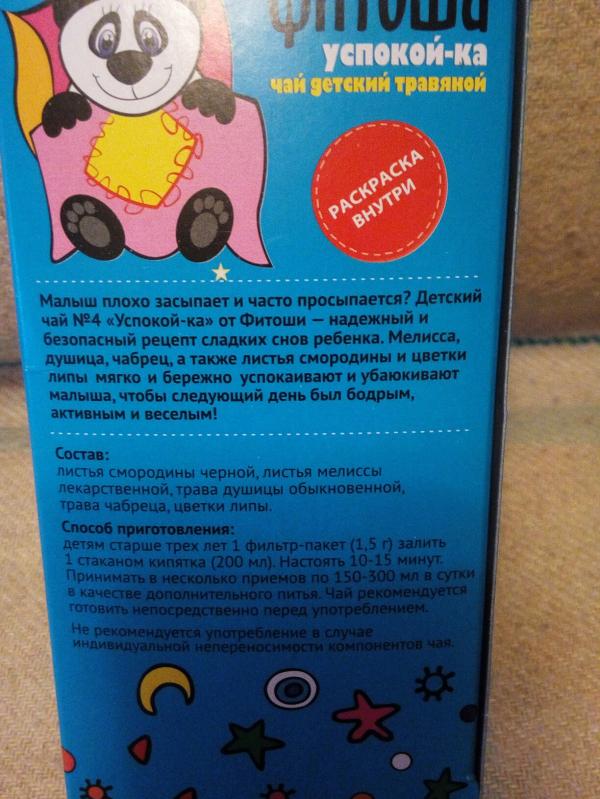 Фитоша
успокой-ка
чай детский травяной
РАСКРАСКА
ВНУТРИ
Малыш плохо засыпает и часто просыпается? Детский
чай №4 «Успокой-ка» от Фитоши — надежный и
безопасный рецепт сладких снов ребенка. Мелисса,
душица, чабрец, а также листья смородины и цветки
липы мягко и бережно успокаивают и убаюкивают
малыша, чтобы следующий день был бодрым,
активным и веселым!
Состав:
листья смородины черной, листья мелиссы
лекарственной, трава душицы обыкновенной,
трава чабреца, цветки липы.
Способ приготовления:
детям старше трех лет 1 фильтр-пакет (1,5 г) залить
1 стаканом кипятка (200 мл). Настоять 10-15 минут.
Принимать в несколько приемов по 150-300 мл в сутки
в качестве дополнительного питья. Чай рекомендуется
готовить непосредственно перед употреблением.
Не рекомендуется употребление в случае
индивидуальной непереносимости компонентов чая.